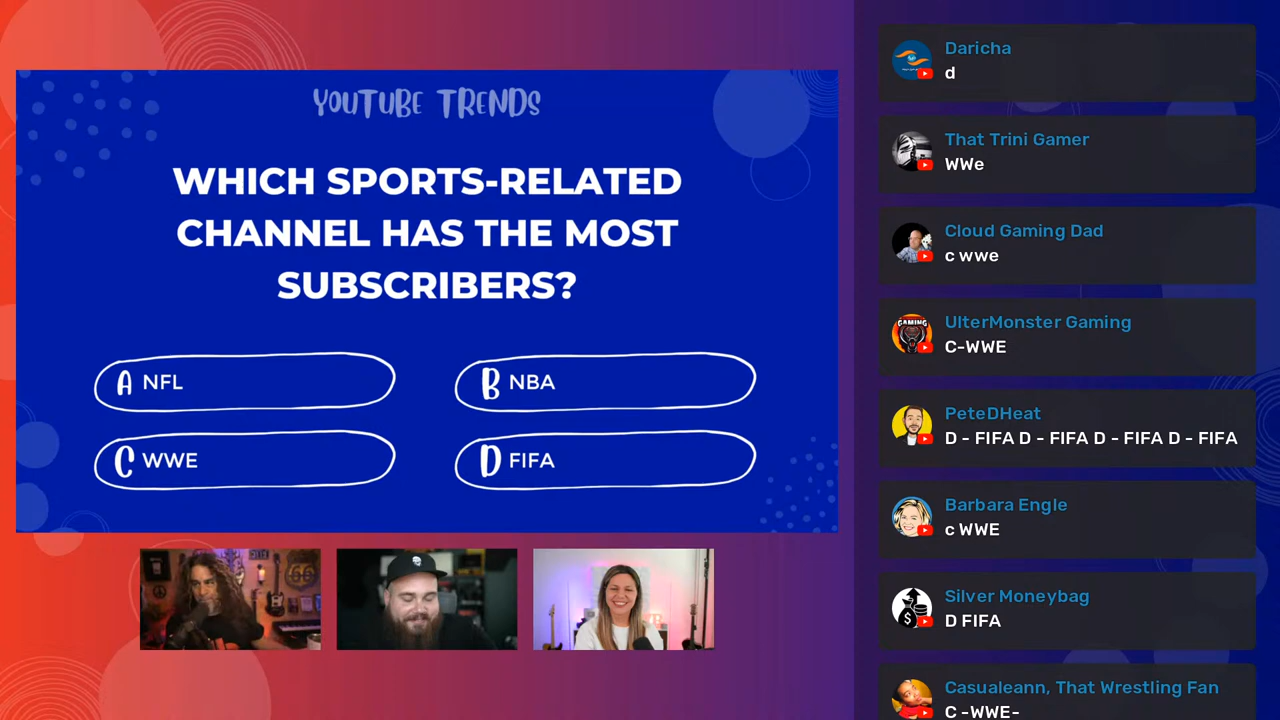 YOUTUBE TRENDS
WHICH SPORTS-RELATED
CHANNEL HAS THE MOST
SUBSCRIBERS?
A NFL
B NBA
C WWE
D FIFA
Daricha
d
That Trini Gamer
WWe
Cloud Gaming Dad
c wwe
UlterMonster Gaming
C-WWE
PeteDHeat
D - FIFA D - FIFA D - FIFA D - FIFA
Barbara Engle
c WWE
Silver Moneybag
D FIFA
Casualeann, That Wrestling Fan
C -WWE-
GAMING
66